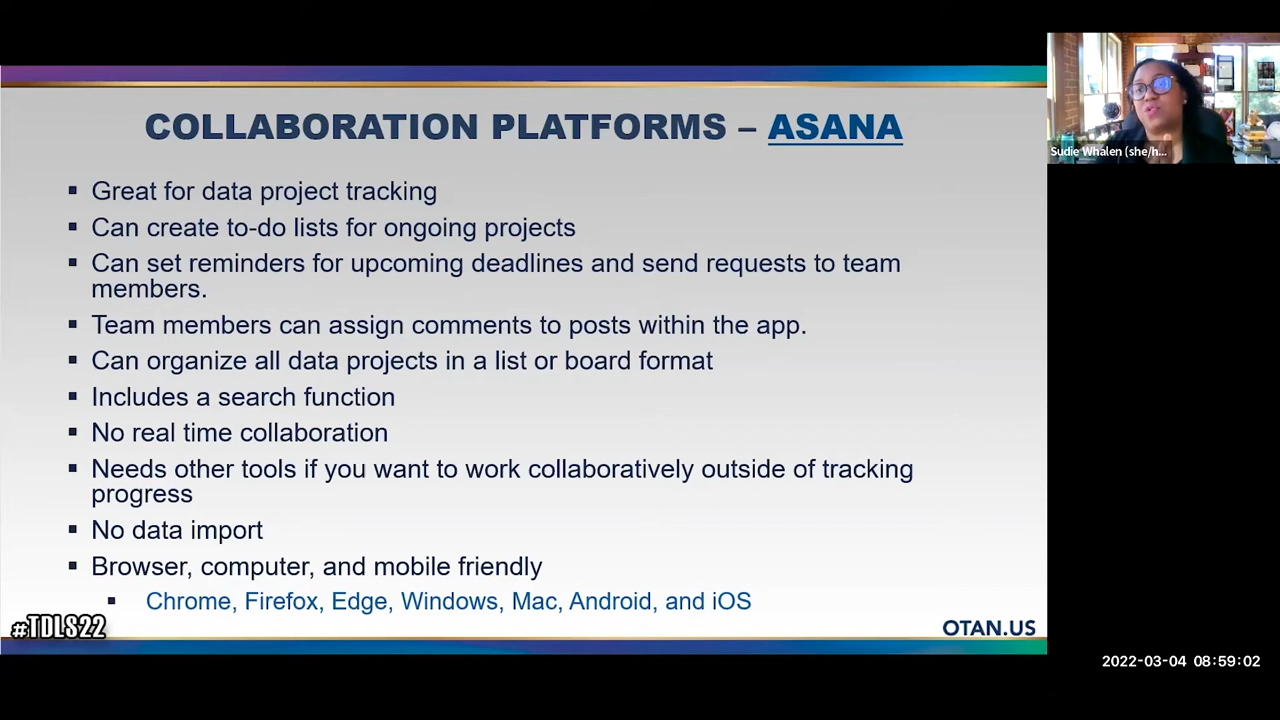 COLLABORATION PLATFORMS – ASANA
▪ Great for data project tracking
▪ Can create to-do lists for ongoing projects
▪ Can set reminders for upcoming deadlines and send requests to team
members.
▪ Team members can assign comments to posts within the app.
▪ Can organize all data projects in a list or board format
▪ Includes a search function
▪ No real time collaboration
▪ Needs other tools if you want to work collaboratively outside of tracking
progress
▪ No data import
▪ Browser, computer, and mobile friendly
▪ Chrome, Firefox, Edge, Windows, Mac, Android, and iOS
#TDLS22
OTAN.US
Sudie Whalen (she/h...
2022-03-04 08:59:02